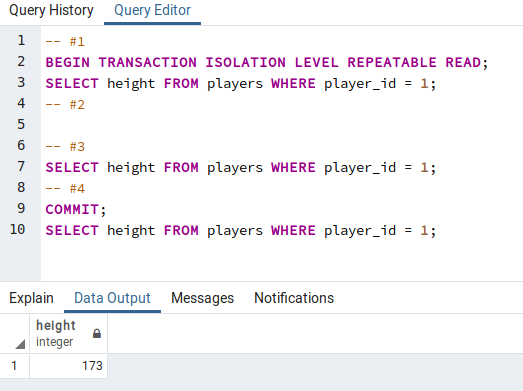 Query History Query Editor
1 -- #1
2 BEGIN TRANSACTION ISOLATION LEVEL REPEATABLE READ;
3 SELECT height FROM players WHERE player_id = 1;
4 -- #2
5
6 -- #3
7 SELECT height FROM players WHERE player_id = 1;
8 -- #4
9 COMMIT;
10 SELECT height FROM players WHERE player_id = 1;
Explain Data Output Messages Notifications
height
integer
1 173